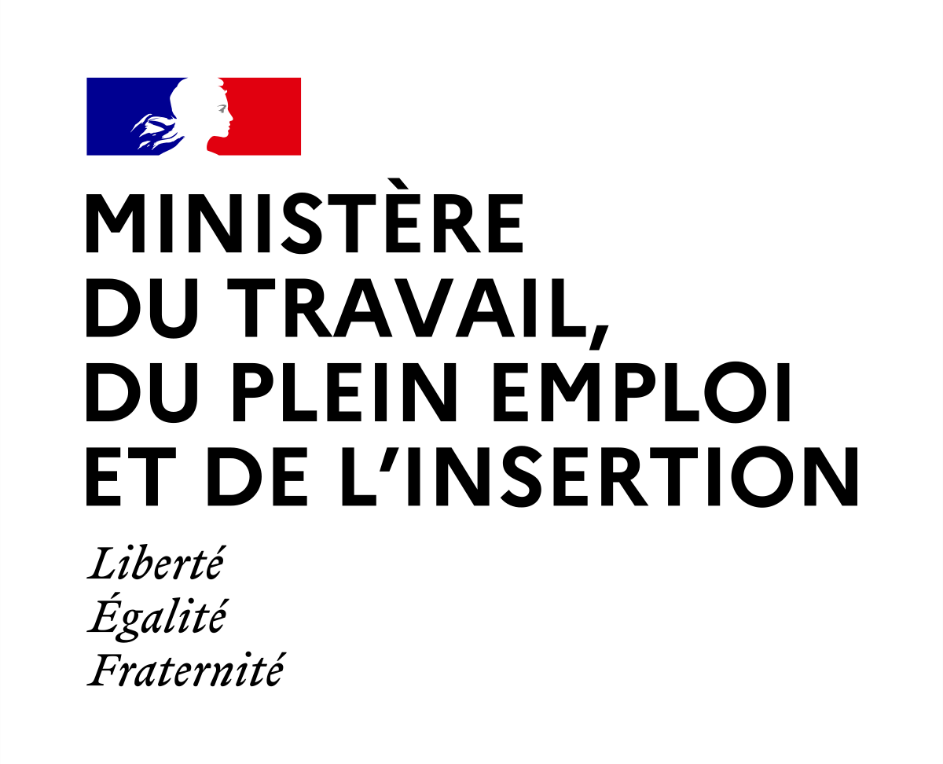 MINISTÈRE
DU TRAVAIL,
DU PLEIN EMPLOI
ET DE L’INSERTION
Liberté
Égalité
Fraternité